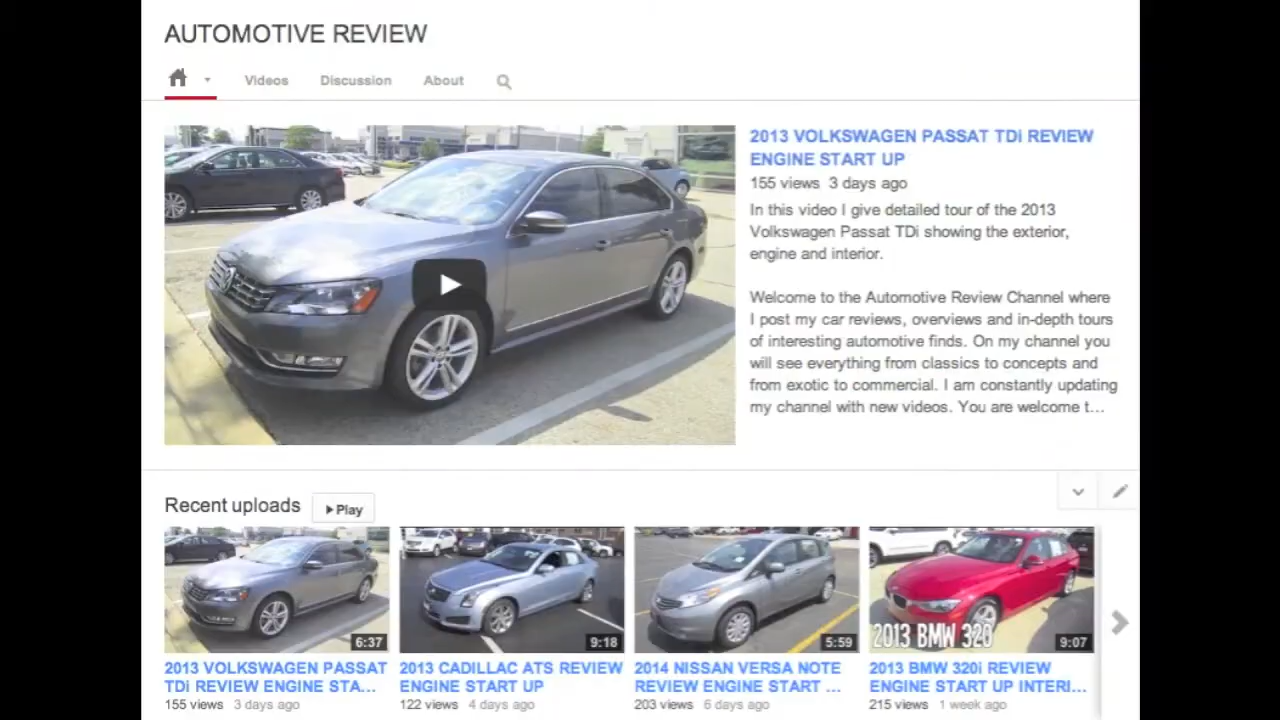 AUTOMOTIVE REVIEW
Videos Discussion About
2013 VOLKSWAGEN PASSAT TDi REVIEW
ENGINE START UP
155 views 3 days ago
In this video I give detailed tour of the 2013
Volkswagen Passat TDi showing the exterior,
engine and interior.
Welcome to the Automotive Review Channel where
I post my car reviews, overviews and in-depth tours
of interesting automotive finds. On my channel you
will see everything from classics to concepts and
from exotic to commercial. I am constantly updating
my channel with new videos. You are welcome t...
Recent uploads Play
6:37 9:18 5:59 2013 BMW 320 9:07
2013 VOLKSWAGEN PASSAT
TDi REVIEW ENGINE STA...
155 views 3 days ago
2013 CADILLAC ATS REVIEW
ENGINE START UP
122 views 4 days ago
2014 NISSAN VERSA NOTE
REVIEW ENGINE START ...
203 views 6 days ago
2013 BMW 320i REVIEW
ENGINE START UP INTERI...
215 views 1 week ago